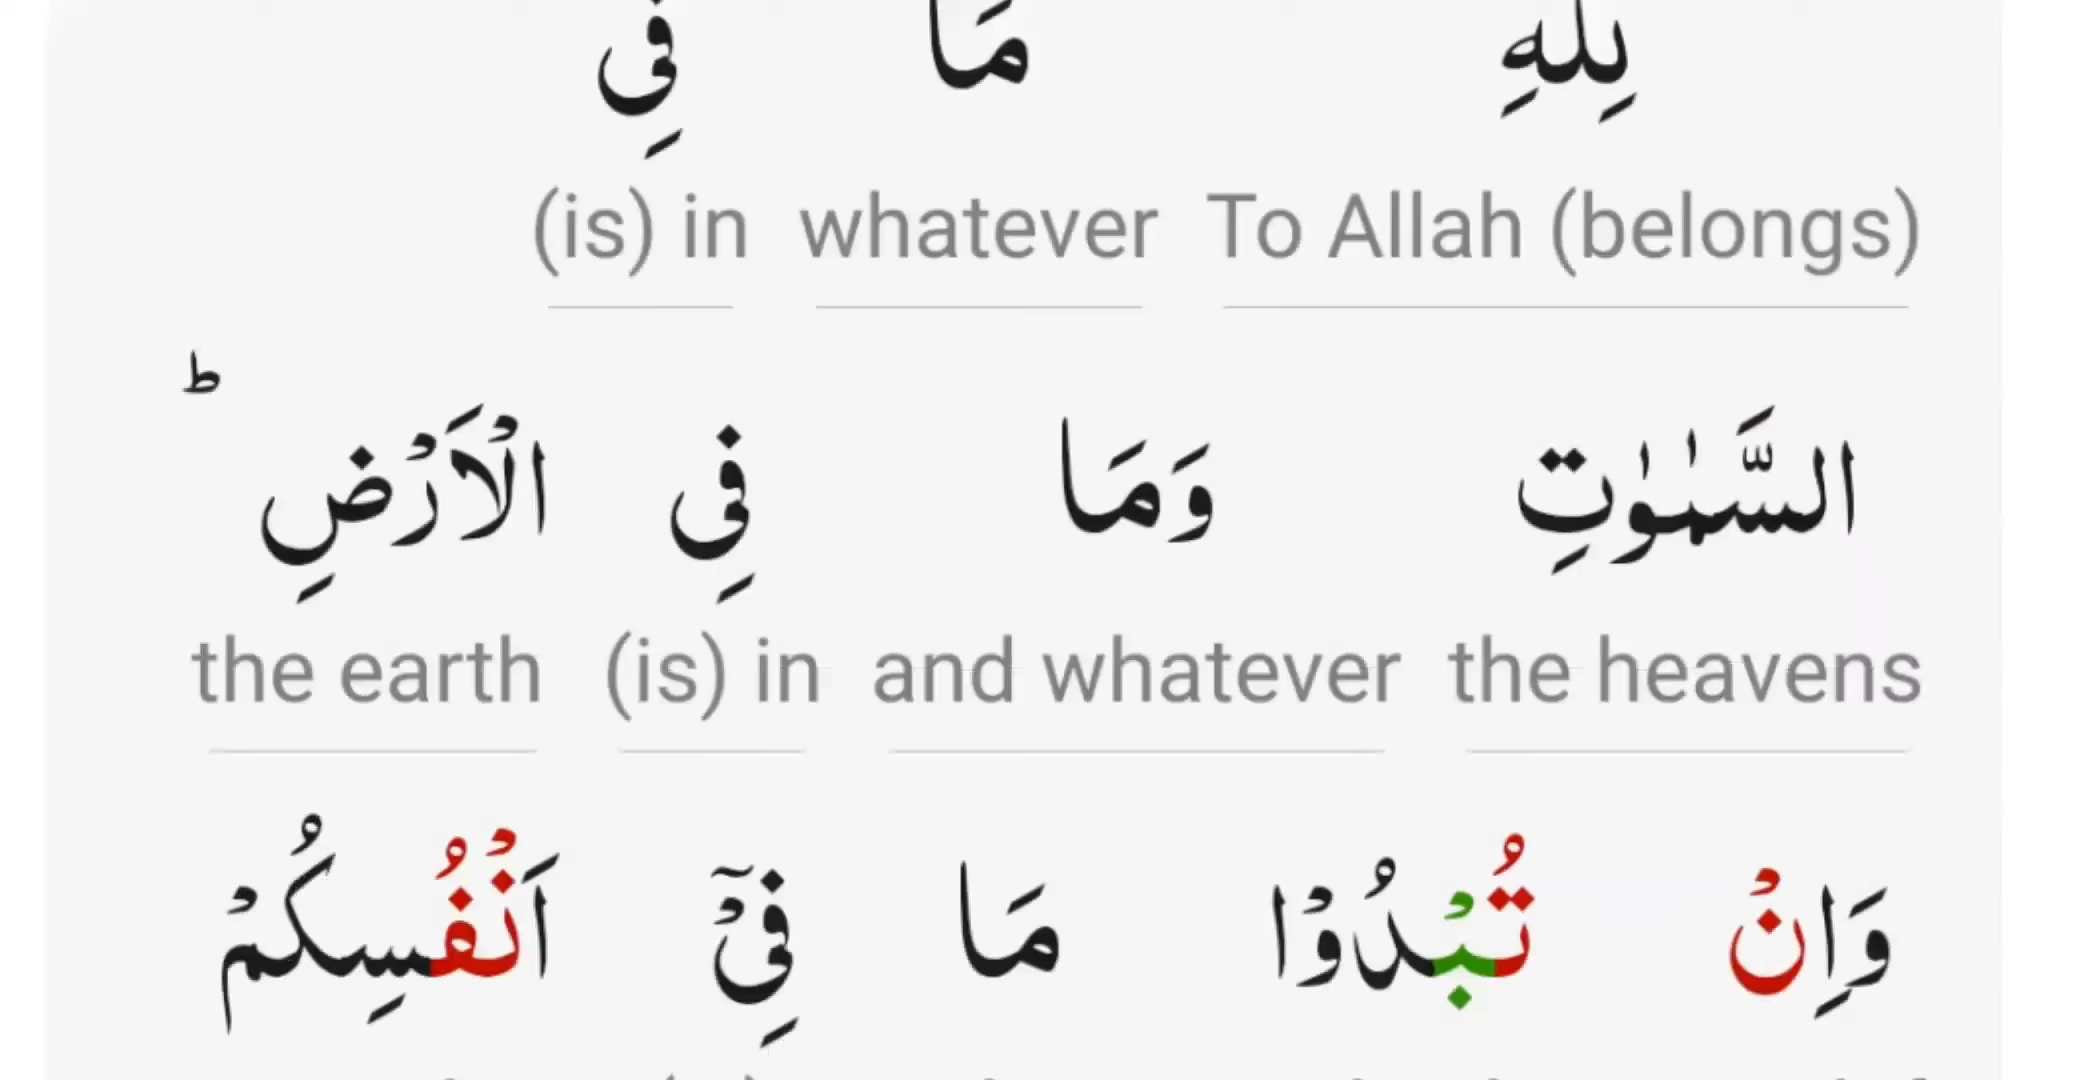 لِلّٰهِ مَا فِي
To Allah (belongs) whatever (is) in
السَّمٰوٰتِ وَمَا فِي الْاَرْضِ ؕ
the heavens and whatever (is) in the earth
وَاِنْ تُبْدُوْا مَا فِيْٓ اَنْفُسِكُمْ